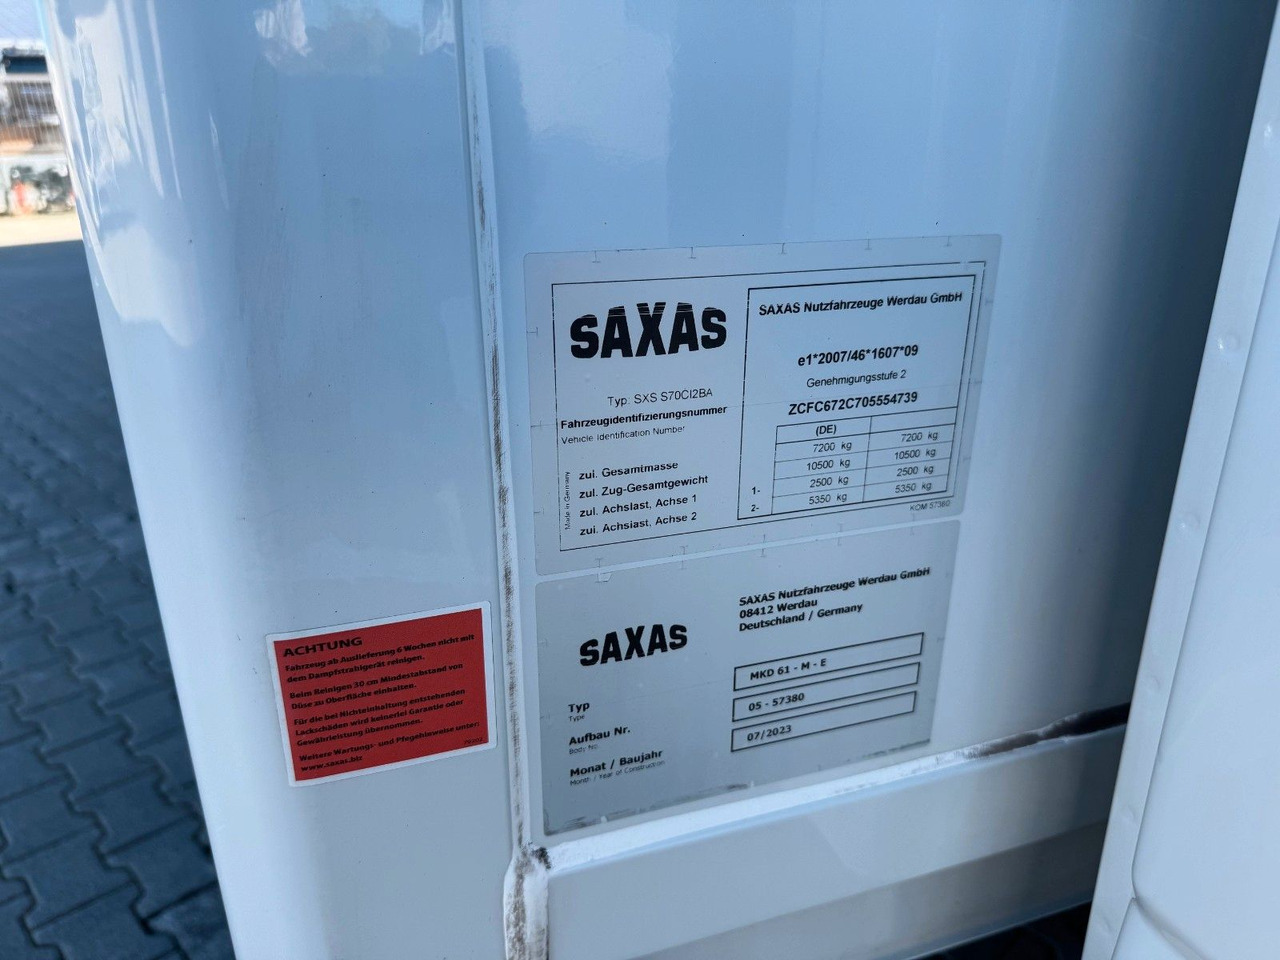 SAXAS
Typ: SXS S70CI2BA
Fahrzeugidentifizierungsnummer
Vehicle Identification Number
zul. Gesamtmasse
zul. Zug-Gesamtgewicht
zul. Achslast, Achse 1
zul. Achslast, Achse 2
Made in Germany
SAXAS Nutzfahrzeuge Werdau GmbH
e1*2007/46*1607*09
Genehmigungsstufe 2
ZCFC672C705554739
(DE)
7200 kg 7200 kg
10500 kg 10500 kg
1- 2500 kg 2500 kg
2- 5350 kg 5350 kg
KOM 57380
SAXAS
SAXAS Nutzfahrzeuge Werdau GmbH
08412 Werdau
Deutschland / Germany
Typ MKD 61 - M - E
Type
Aufbau Nr. 05 - 57380
Body No.
Monat / Baujahr 07/2023
Month / Year of Construction
ACHTUNG
Fahrzeug ab Auslieferung 6 Wochen nicht mit
dem Dampfstrahlgerät reinigen.
Beim Reinigen 30 cm Mindestabstand von
Düse zu Oberfläche einhalten.
Für die bei Nichteinhaltung entstehenden
Lackschäden wird keinerlei Garantie oder
Gewährleistung übernommen.
Weitere Wartungs- und Pflegehinweise unter:
www.saxas.biz